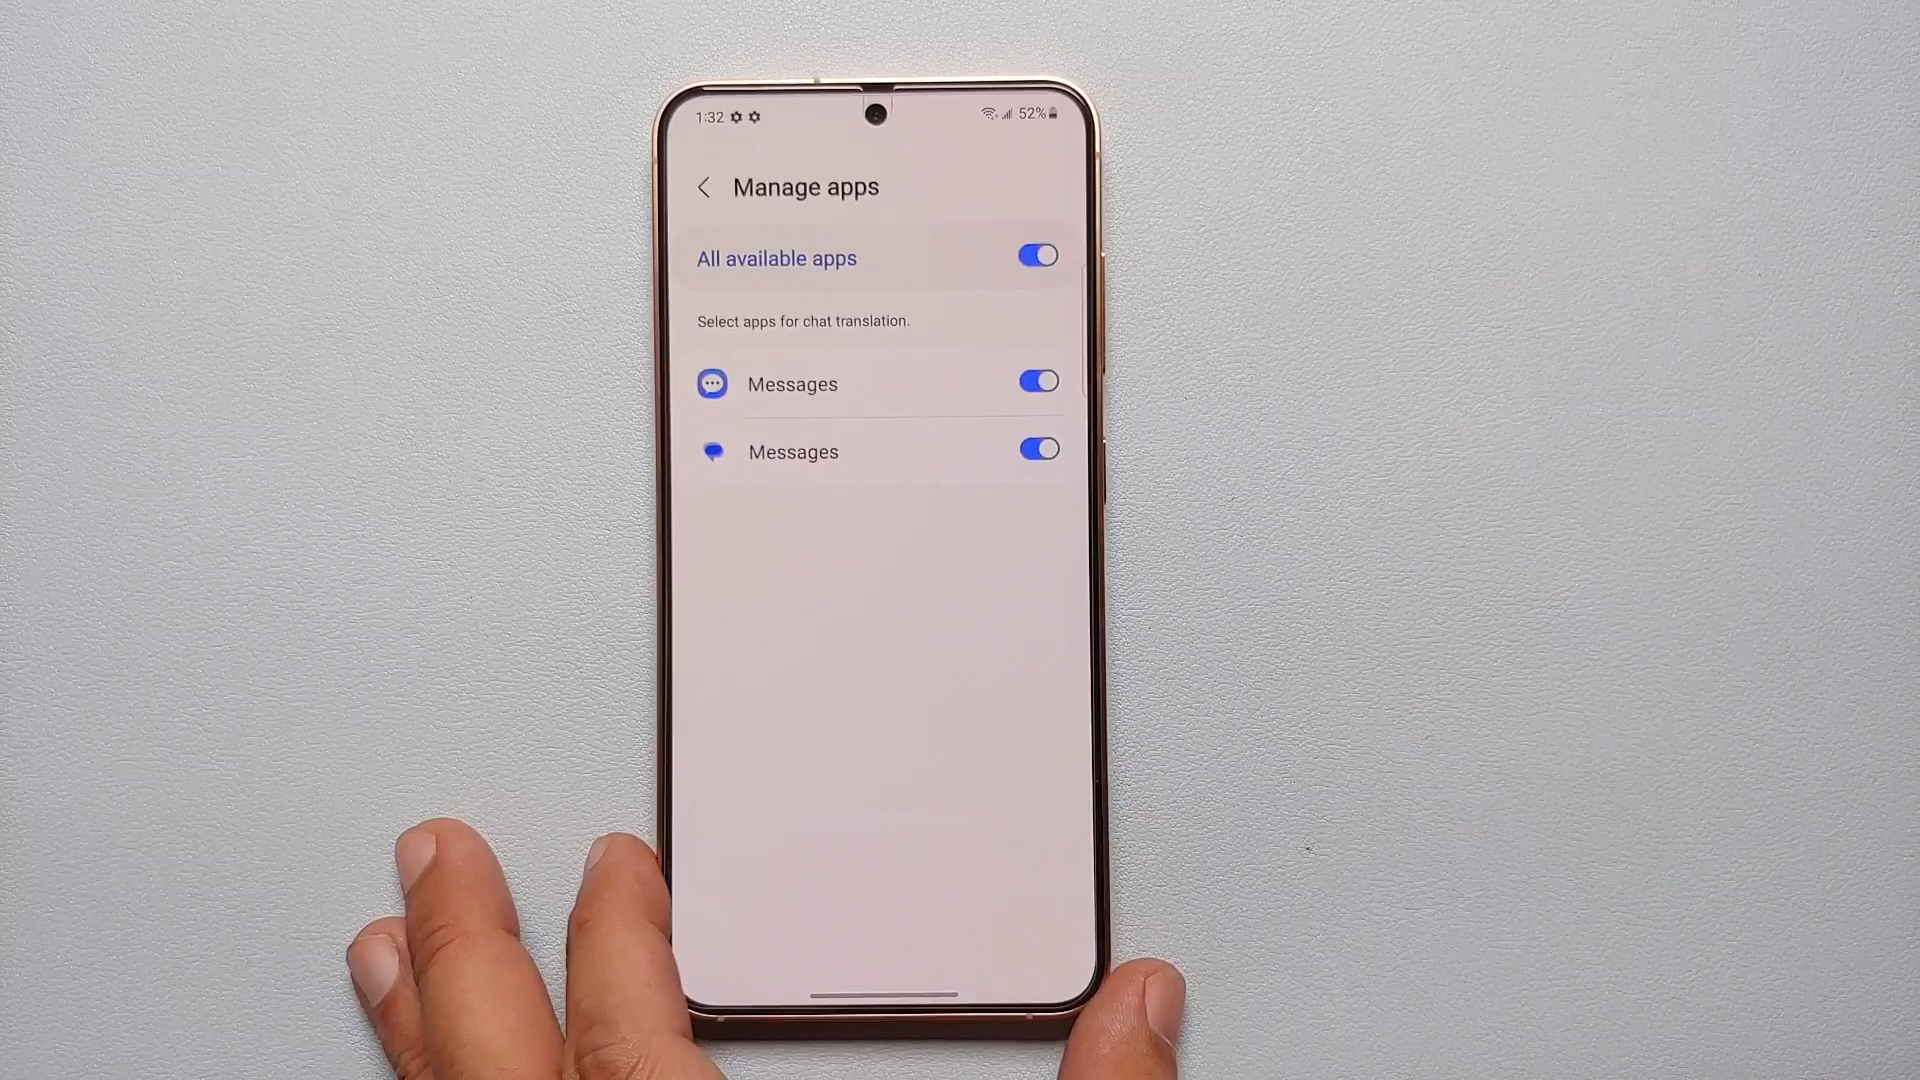 1:32
52%
Manage apps
All available apps
Select apps for chat translation.
Messages
Messages